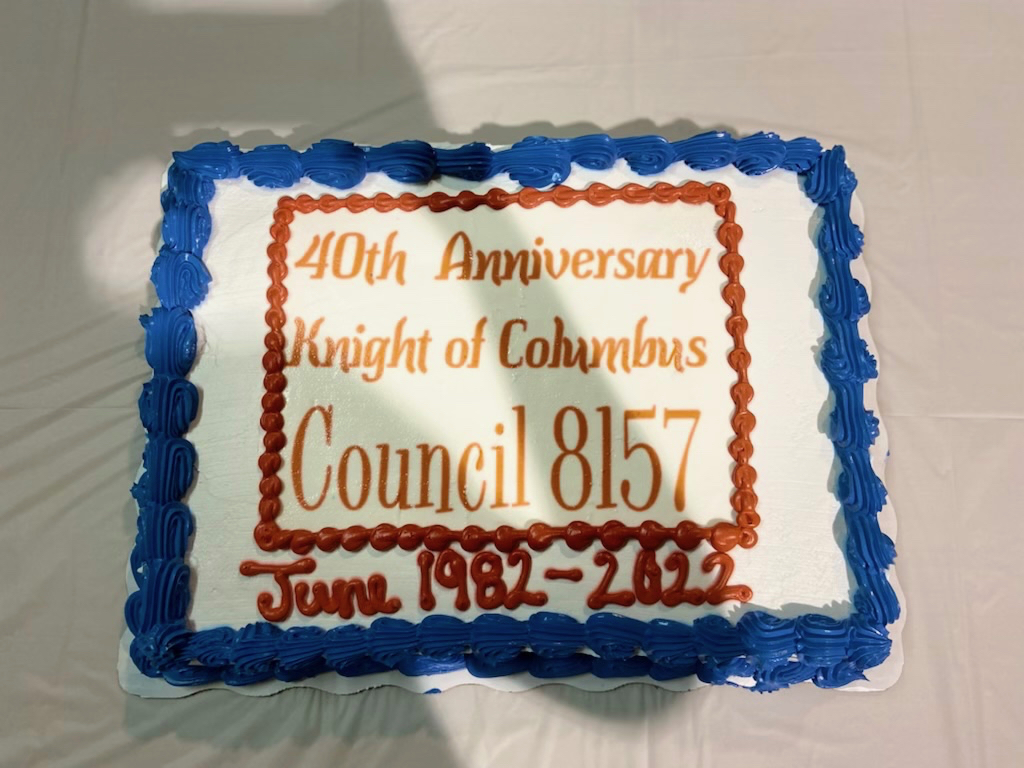 40th Anniversary
Knight of Columbus
Council 8157
June 1982-2022